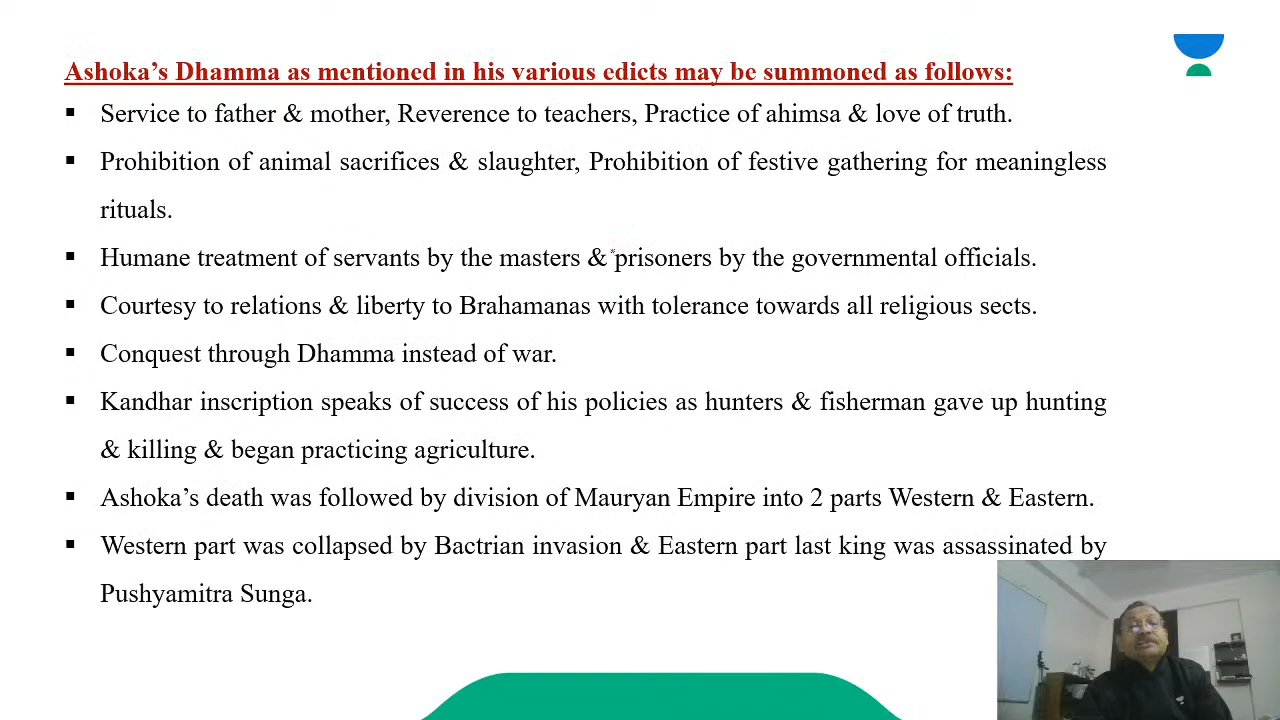 Ashoka’s Dhamma as mentioned in his various edicts may be summoned as follows:
▪ Service to father & mother, Reverence to teachers, Practice of ahimsa & love of truth.
▪ Prohibition of animal sacrifices & slaughter, Prohibition of festive gathering for meaningless
rituals.
▪ Humane treatment of servants by the masters & prisoners by the governmental officials.
▪ Courtesy to relations & liberty to Brahamanas with tolerance towards all religious sects.
▪ Conquest through Dhamma instead of war.
▪ Kandhar inscription speaks of success of his policies as hunters & fisherman gave up hunting
& killing & began practicing agriculture.
▪ Ashoka’s death was followed by division of Mauryan Empire into 2 parts Western & Eastern.
▪ Western part was collapsed by Bactrian invasion & Eastern part last king was assassinated by
Pushyamitra Sunga.